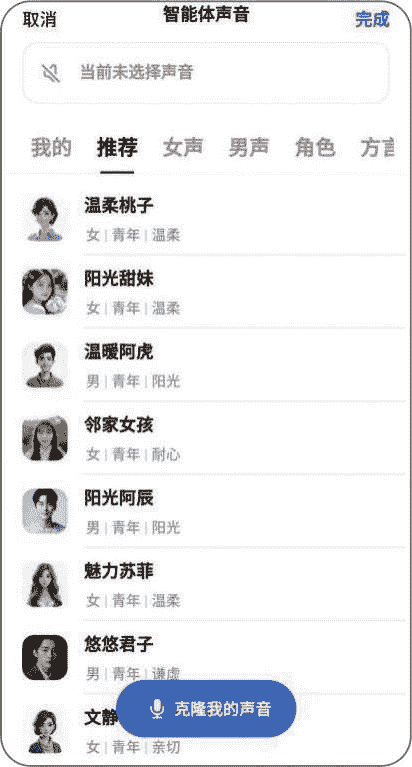 取消 智能体声音 完成
当前未选择声音
我的 推荐 女声 男声 角色 方言
温柔桃子
女 | 青年 | 温柔
阳光甜妹
女 | 青年 | 温柔
温暖阿虎
男 | 青年 | 阳光
邻家女孩
女 | 青年 | 耐心
阳光阿辰
男 | 青年 | 阳光
魅力苏菲
女 | 青年 | 温柔
悠悠君子
男 | 青年 | 谦虚
文静
克隆我的声音
女 | 青年 | 亲切